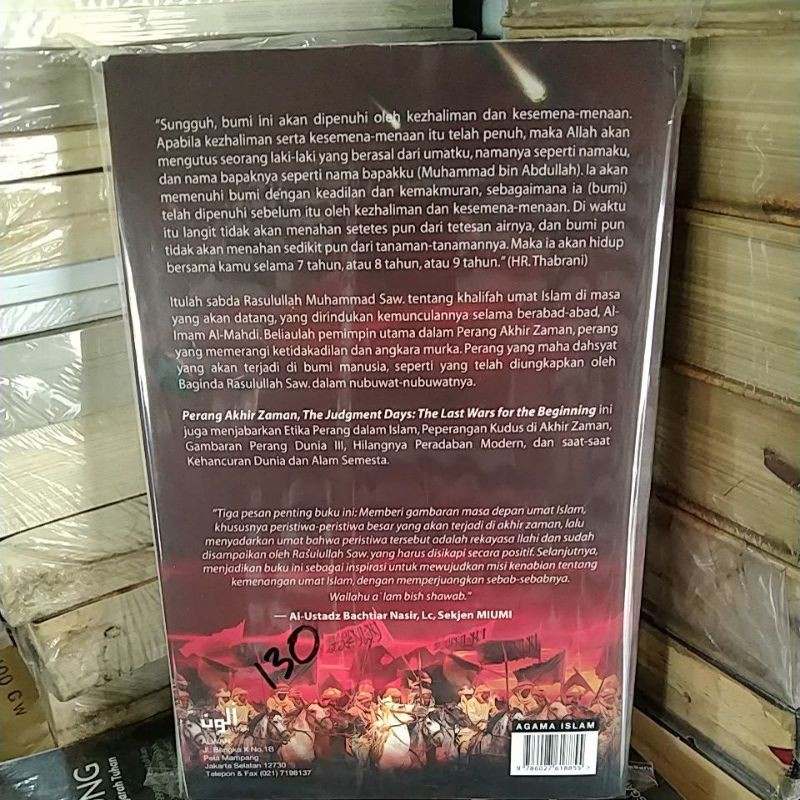 "Sungguh, bumi ini akan dipenuhi oleh kezhaliman dan kesemena-menaan.
Apabila kezhaliman serta kesemena-menaan itu telah penuh, maka Allah akan
mengutus seorang laki-laki yang berasal dari umatku, namanya seperti namaku,
dan nama bapaknya seperti nama bapakku (Muhammad bin Abdullah). Ia akan
memenuhi bumi dengan keadilan dan kemakmuran, sebagaimana ia (bumi)
telah dipenuhi sebelum itu oleh kezhaliman dan kesemena-menaan. Di waktu
itu langit tidak akan menahan setetes pun dari tetesan airnya, dan bumi pun
tidak akan menahan sedikit pun dari tanaman-tanamannya. Maka ia akan hidup
bersama kamu selama 7 tahun, atau 8 tahun, atau 9 tahun." (HR. Thabrani)
Itulah sabda Rasulullah Muhammad Saw. tentang khalifah umat Islam di masa
yang akan datang, yang dirindukan kemunculannya selama berabad-abad, Al-
Imam Al-Mahdi. Beliaulah pemimpin utama dalam Perang Akhir Zaman, perang
yang memerangi ketidakadilan dan angkara murka. Perang yang maha dahsyat
yang akan terjadi di bumi manusia, seperti yang telah diungkapkan oleh
Baginda Rasulullah Saw. dalam nubuwat-nubuwatnya.
Perang Akhir Zaman, The Judgment Days: The Last Wars for the Beginning ini
juga menjabarkan Etika Perang dalam Islam, Peperangan Kudus di Akhir Zaman,
Gambaran Perang Dunia III, Hilangnya Peradaban Modern, dan saat-saat
Kehancuran Dunia dan Alam Semesta.
"Tiga pesan penting buku ini: Memberi gambaran masa depan umat Islam,
khususnya peristiwa-peristiwa besar yang akan terjadi di akhir zaman, lalu
menyadarkan umat bahwa peristiwa tersebut adalah rekayasa Ilahi dan sudah
disampaikan oleh Rasulullah Saw. yang harus disikapi secara positif. Selanjutnya,
menjadikan buku ini sebagai inspirasi untuk mewujudkan misi kenabian tentang
kemenangan umat Islam, dengan memperjuangkan sebab-sebabnya.
Wallahu a'lam bish shawab."
— Al-Ustadz Bachtiar Nasir, Lc, Sekjen MIUMI
130
Jl. Bangka X No.1B
Pela Mampang
Jakarta Selatan 12730
Telepon & Fax (021) 7198137
AGAMA ISLAM
9 786027 618855 >
00 GW
NG
arah Tuhan